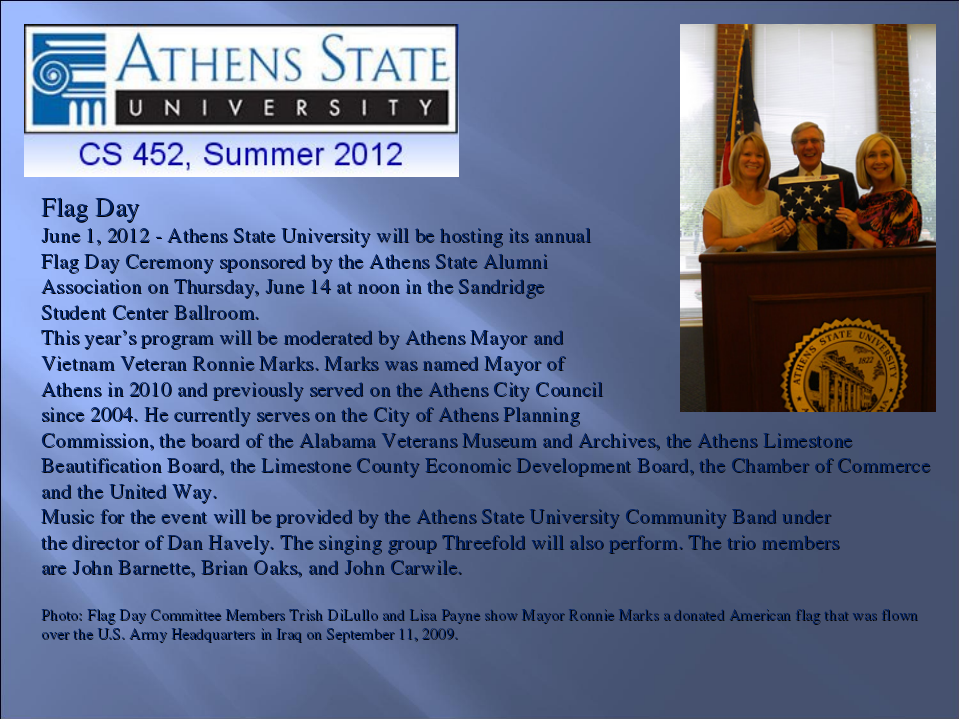 ATHENS STATE
UNIVERSITY
CS 452, Summer 2012
Flag Day
June 1, 2012 - Athens State University will be hosting its annual
Flag Day Ceremony sponsored by the Athens State Alumni
Association on Thursday, June 14 at noon in the Sandridge
Student Center Ballroom.
This year’s program will be moderated by Athens Mayor and
Vietnam Veteran Ronnie Marks. Marks was named Mayor of
Athens in 2010 and previously served on the Athens City Council
since 2004. He currently serves on the City of Athens Planning
Commission, the board of the Alabama Veterans Museum and Archives, the Athens Limestone
Beautification Board, the Limestone County Economic Development Board, the Chamber of Commerce
and the United Way.
Music for the event will be provided by the Athens State University Community Band under
the director of Dan Havely. The singing group Threefold will also perform. The trio members
are John Barnette, Brian Oaks, and John Carwile.
Photo: Flag Day Committee Members Trish DiLullo and Lisa Payne show Mayor Ronnie Marks a donated American flag that was flown
over the U.S. Army Headquarters in Iraq on September 11, 2009.
ATHENS STATE UNIVERSITY
1822